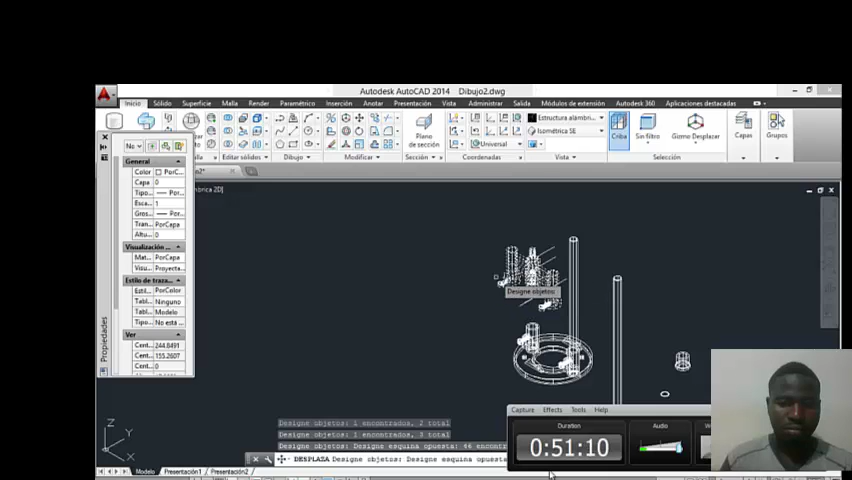 Autodesk AutoCAD 2014 Dibujo2.dwg
Inicio Sólido Superficie Malla Render Paramétrico Inserción Anotar Presentación Vista Administrar Salida Módulos de extensión Autodesk 360 Aplicaciones destacadas
Estructura alámbri...
Isométrica SE
Universal
Plano
de sección
Criba
Sin filtro
Gizmo Desplazar
Capas
Grupos
Editar sólidos Dibujo Modificar Sección Coordenadas Vista Selección
No
General
Color PorC...
Capa 0
Tipo... Por...
Esca... 1
Gros... Por...
Tran... PorCapa
Altu... 0
Visualización ...
Mat... PorCapa
Visu... Proyecta...
Estilo de traza...
Estil... PorColor
Tabl... Ninguno
Tabl... Modelo
Tipo... No está ...
Ver
Cent... 244.8491
Cent... 155.2607
Cent... 0
Propiedades
Designe objetos:
Z
Y
X
Designe objetos: 1 encontrados, 2 total
Designe objetos: 1 encontrados, 3 total
Designe objetos: Designe esquina opuesta: 66 encontr
DESPLAZA Designe objetos: Designe esquina opuesta
Modelo Presentación1 Presentación2
Capture Effects Tools Help
Duration
0:51:10
Audio